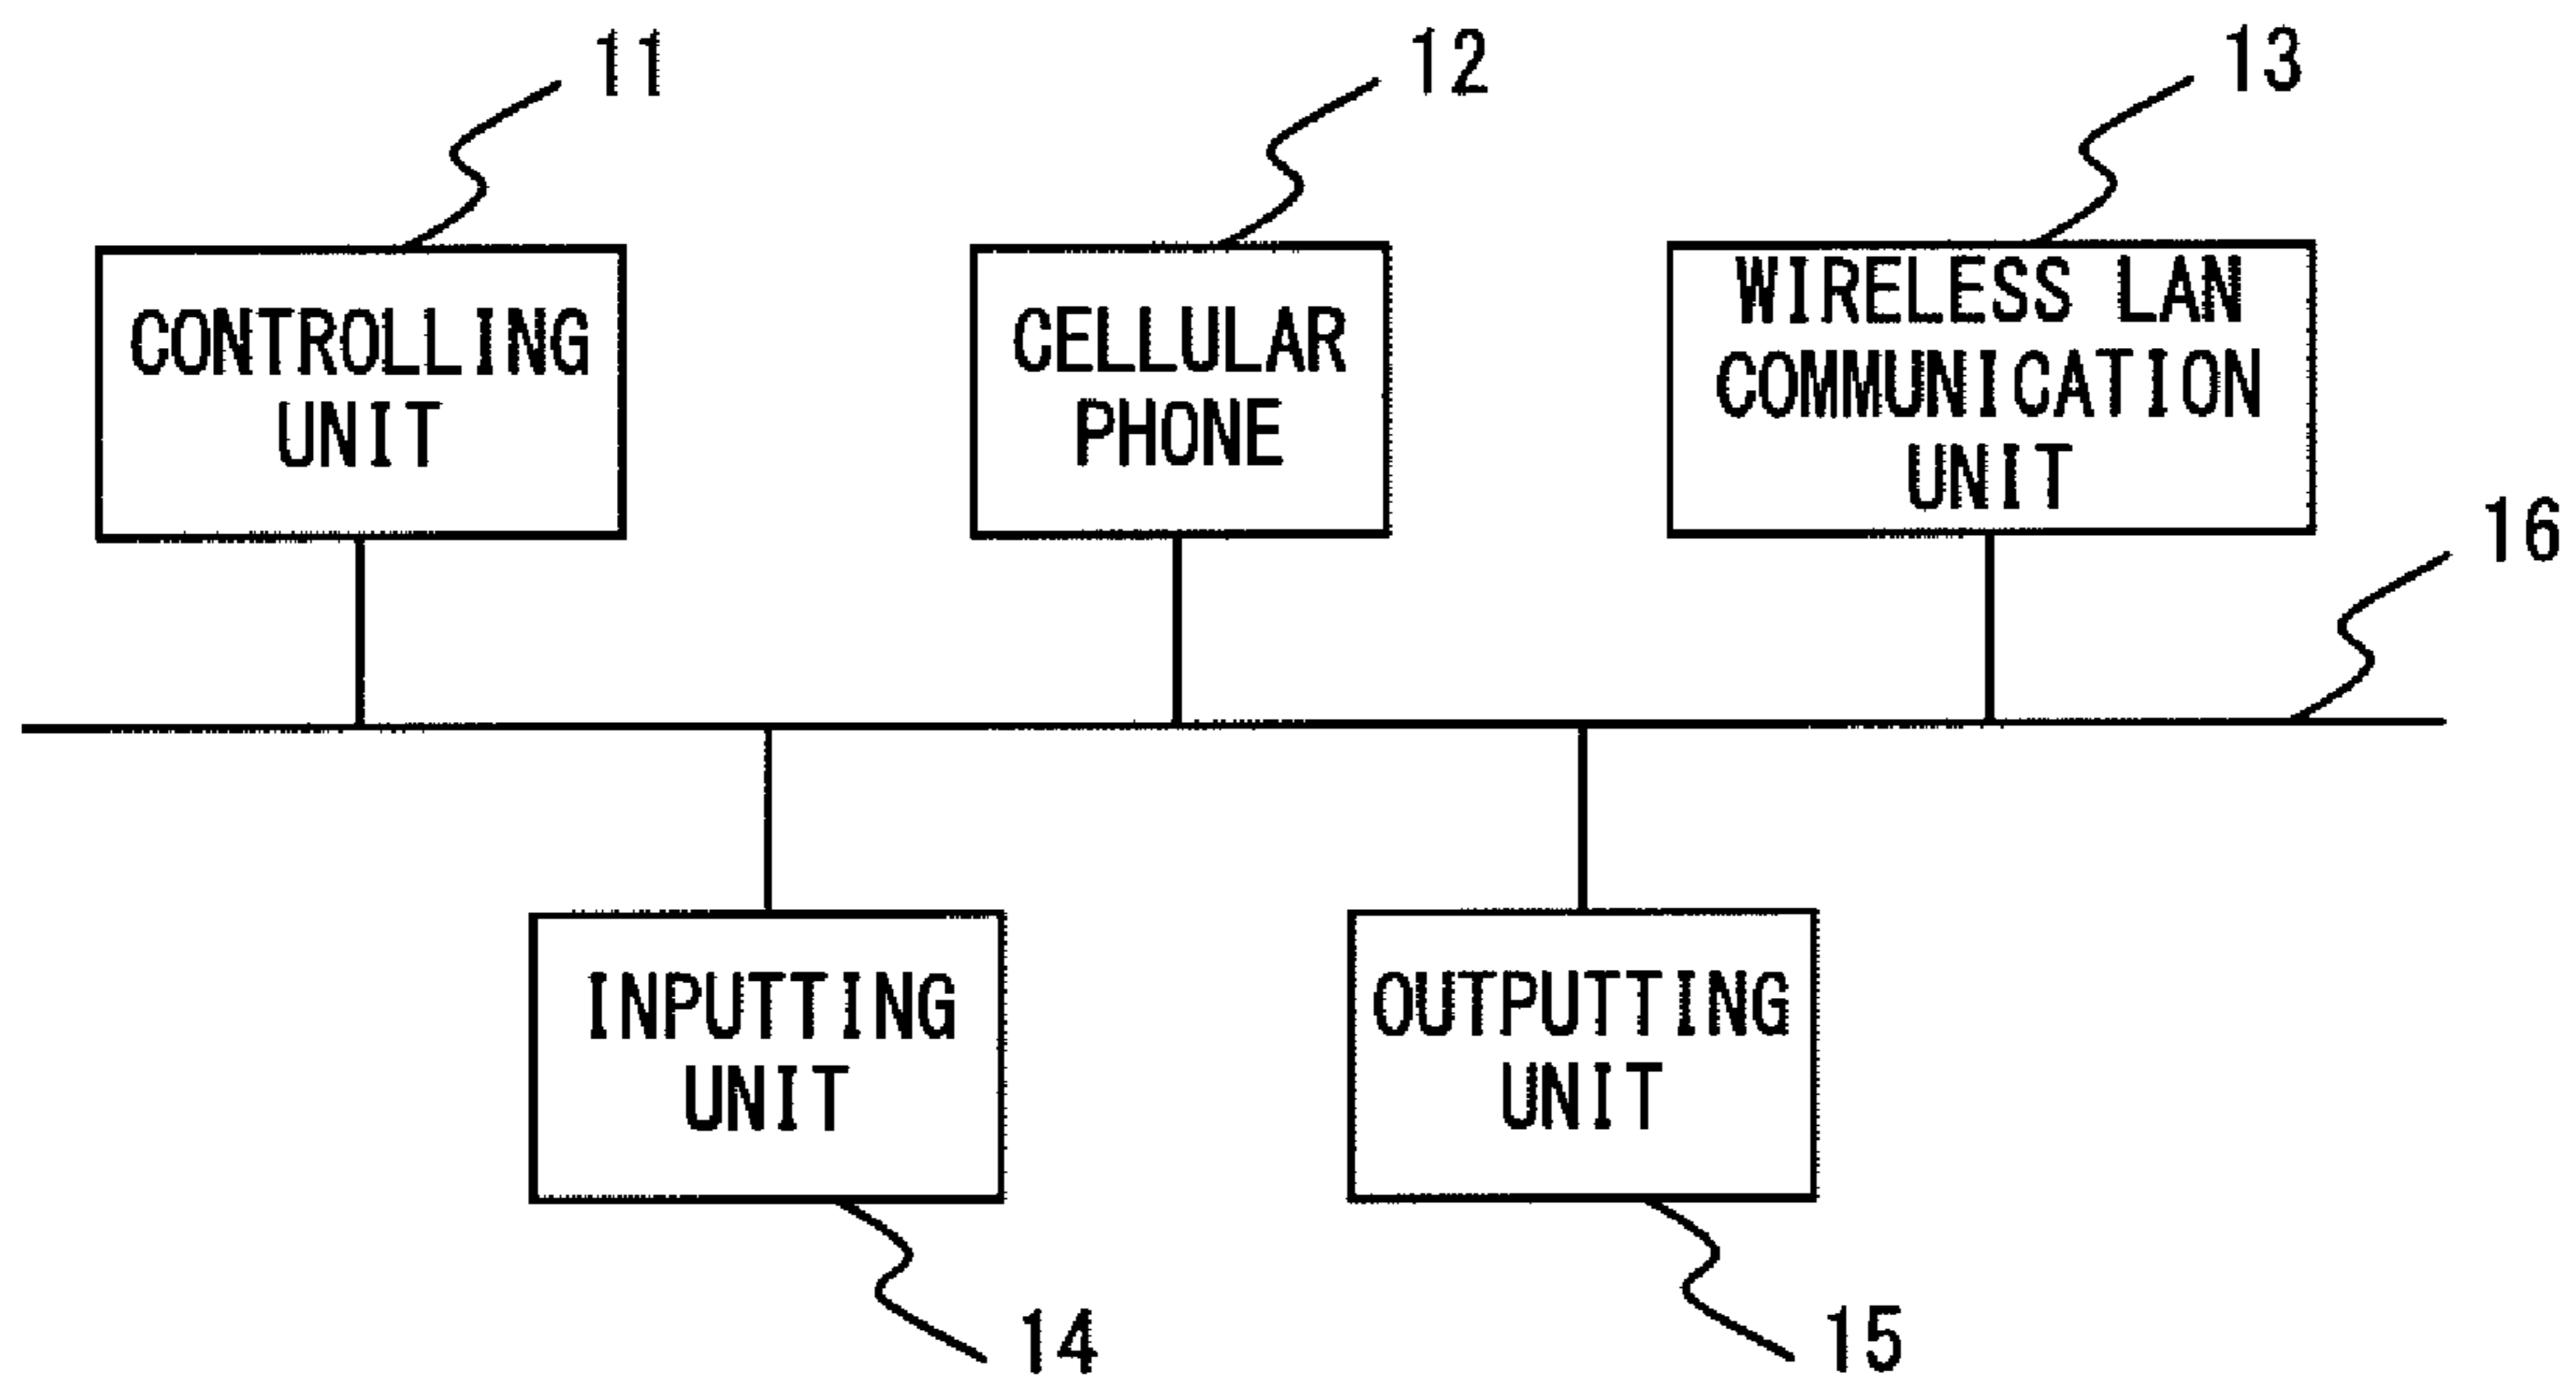 11
12
13
CONTROLLING
UNIT
CELLULAR
PHONE
WIRELESS LAN
COMMUNICATION
UNIT
16
INPUTTING
UNIT
OUTPUTTING
UNIT
14
15